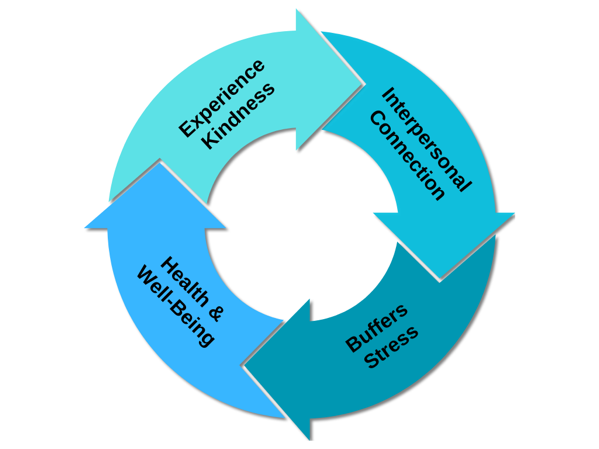 Experience
Kindness
Interpersonal
Connection
Buffers
Stress
Health &
Well-Being